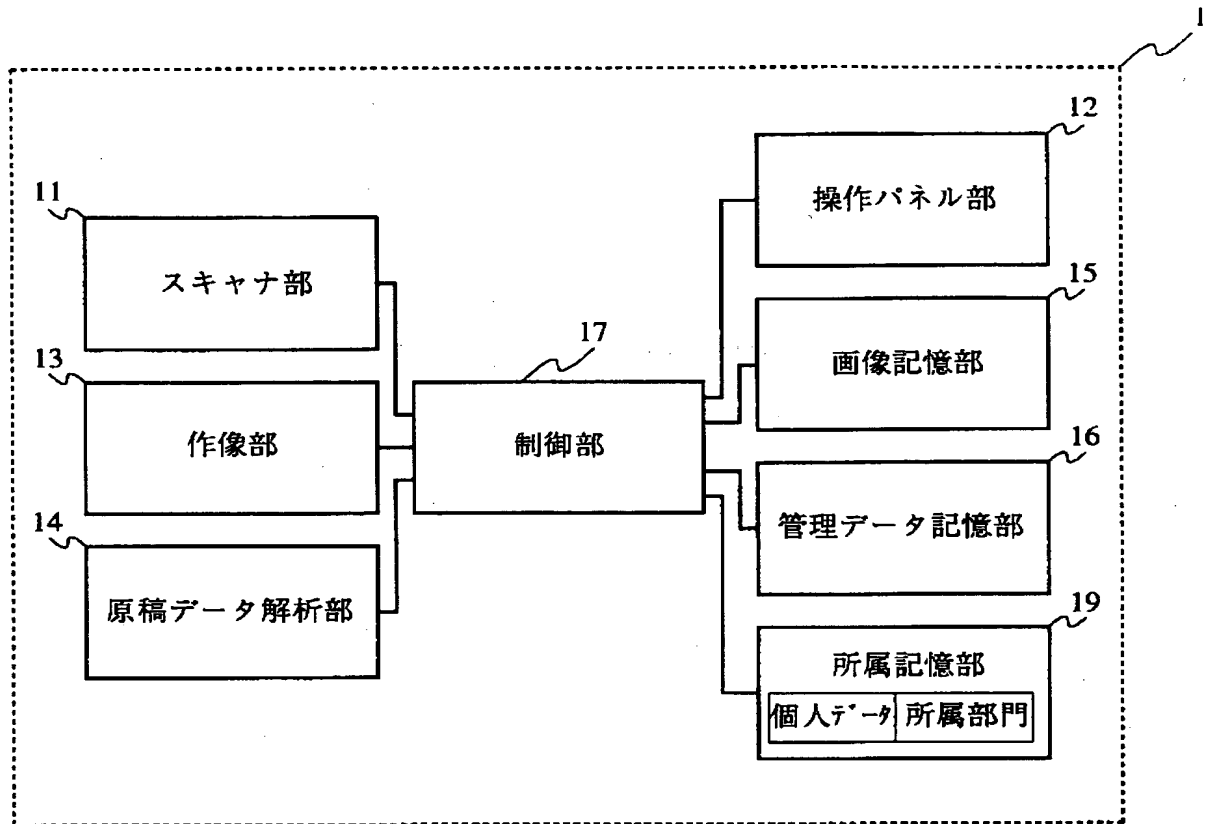 1
11
スキャナ部
13
作像部
14
原稿データ解析部
17
制御部
12
操作パネル部
15
画像記憶部
16
管理データ記憶部
19
所属記憶部
個人データ 所属部門